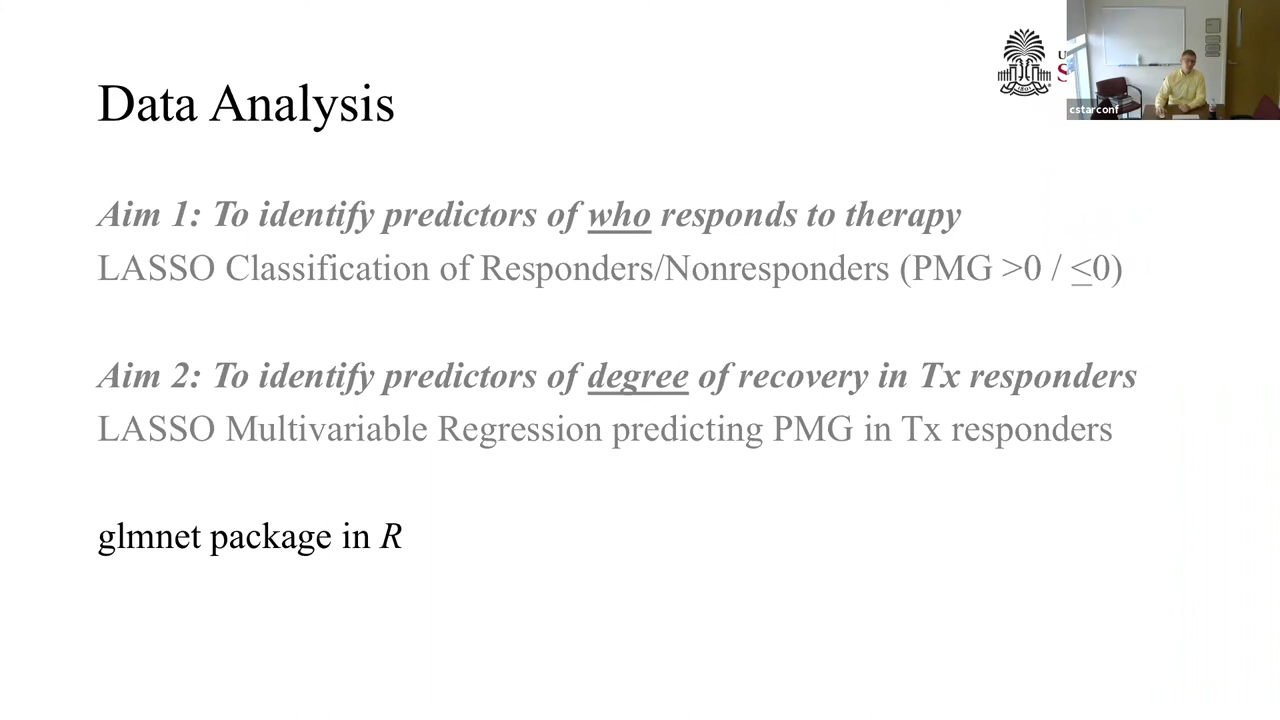 Data Analysis
Aim 1: To identify predictors of who responds to therapy
LASSO Classification of Responders/Nonresponders (PMG >0 / ≤0)
Aim 2: To identify predictors of degree of recovery in Tx responders
LASSO Multivariable Regression predicting PMG in Tx responders
glmnet package in R
cstarconf